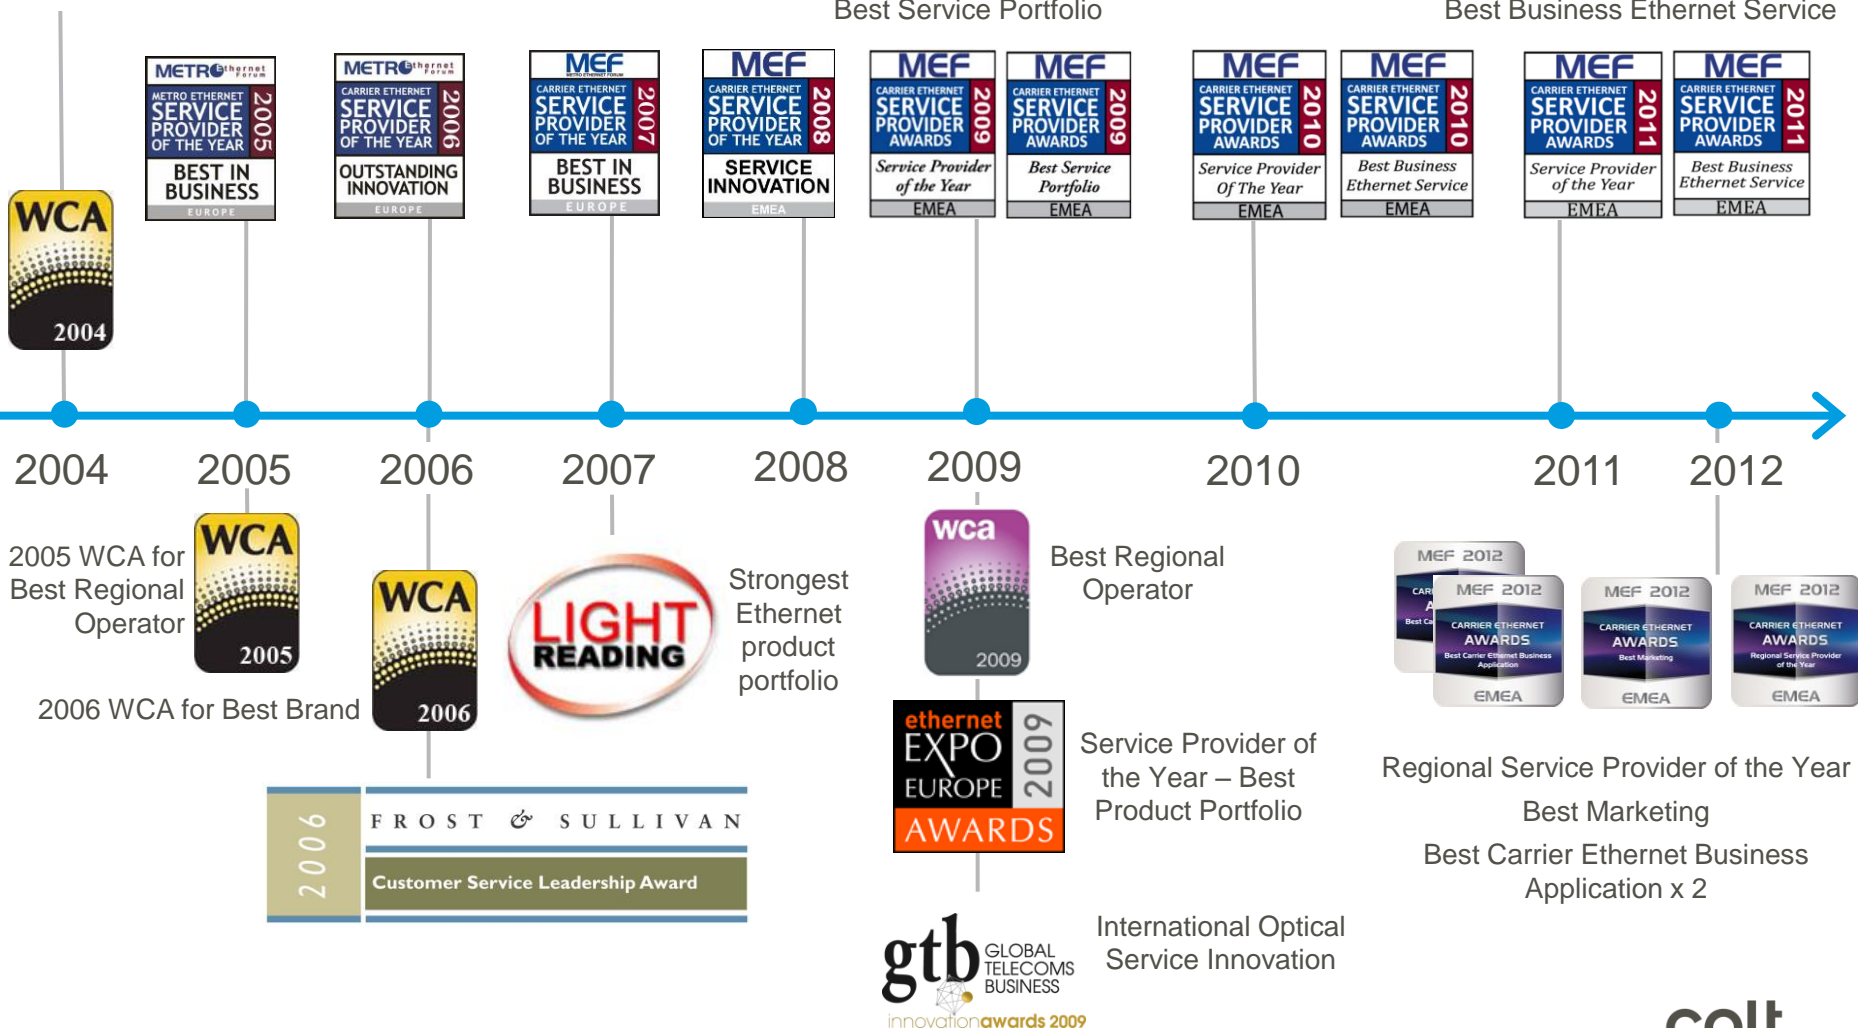 Best Service Portfolio
Best Business Ethernet Service
METRO Ethernet Forum
METRO ETHERNET
SERVICE
PROVIDER
OF THE YEAR
2005
BEST IN
BUSINESS
EUROPE
METRO Ethernet Forum
CARRIER ETHERNET
SERVICE
PROVIDER
OF THE YEAR
2006
OUTSTANDING
INNOVATION
EUROPE
MEF
METRO ETHERNET FORUM
CARRIER ETHERNET
SERVICE
PROVIDER
OF THE YEAR
2007
BEST IN
BUSINESS
EUROPE
MEF
CARRIER ETHERNET
SERVICE
PROVIDER
OF THE YEAR
2008
SERVICE
INNOVATION
EMEA
MEF
CARRIER ETHERNET
SERVICE
PROVIDER
AWARDS
2009
Service Provider
of the Year
EMEA
MEF
CARRIER ETHERNET
SERVICE
PROVIDER
AWARDS
2009
Best Service
Portfolio
EMEA
MEF
CARRIER ETHERNET
SERVICE
PROVIDER
AWARDS
2010
Service Provider
Of The Year
EMEA
MEF
CARRIER ETHERNET
SERVICE
PROVIDER
AWARDS
2010
Best Business
Ethernet Service
EMEA
MEF
CARRIER ETHERNET
SERVICE
PROVIDER
AWARDS
2011
Service Provider
of the Year
EMEA
MEF
CARRIER ETHERNET
SERVICE
PROVIDER
AWARDS
2011
Best Business
Ethernet Service
EMEA
WCA
2004
2004 2005 2006 2007 2008 2009 2010 2011 2012
2005 WCA for
Best Regional
Operator
WCA
2005
2006 WCA for Best Brand
WCA
2006
FROST & SULLIVAN
2006
Customer Service Leadership Award
LIGHT
READING
Strongest
Ethernet
product
portfolio
wca
2009
Best Regional
Operator
ethernet
EXPO
EUROPE
2009
AWARDS
Service Provider of
the Year – Best
Product Portfolio
gtb
GLOBAL
TELECOMS
BUSINESS
innovationawards 2009
International Optical
Service Innovation
MEF 2012
MEF 2012
CARRIER ETHERNET
AWARDS
Best Carrier Ethernet Business
Application
EMEA
MEF 2012
CARRIER ETHERNET
AWARDS
Best Marketing
EMEA
MEF 2012
CARRIER ETHERNET
AWARDS
Regional Service Provider
of the Year
EMEA
Regional Service Provider of the Year
Best Marketing
Best Carrier Ethernet Business
Application x 2
colt